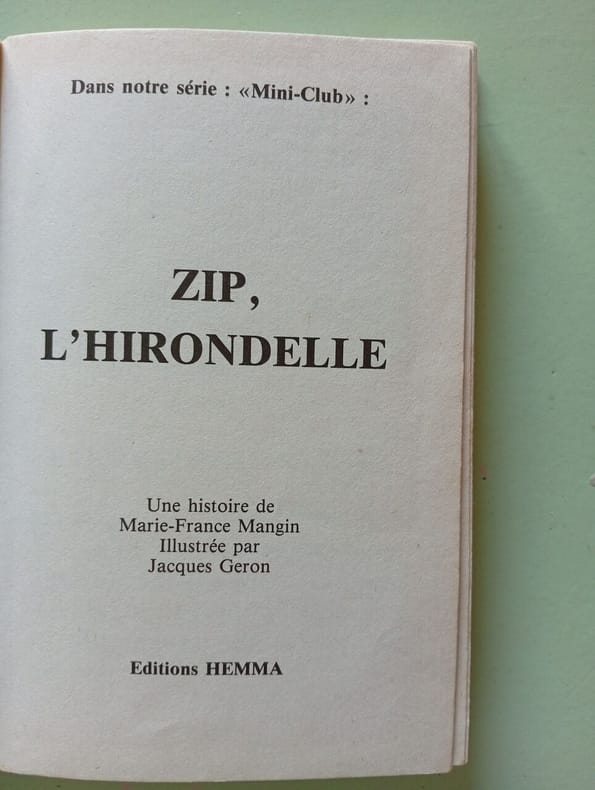 Dans notre série : «Mini-Club» :
ZIP,
L'HIRONDELLE
Une histoire de
Marie-France Mangin
Illustrée par
Jacques Geron
Editions HEMMA